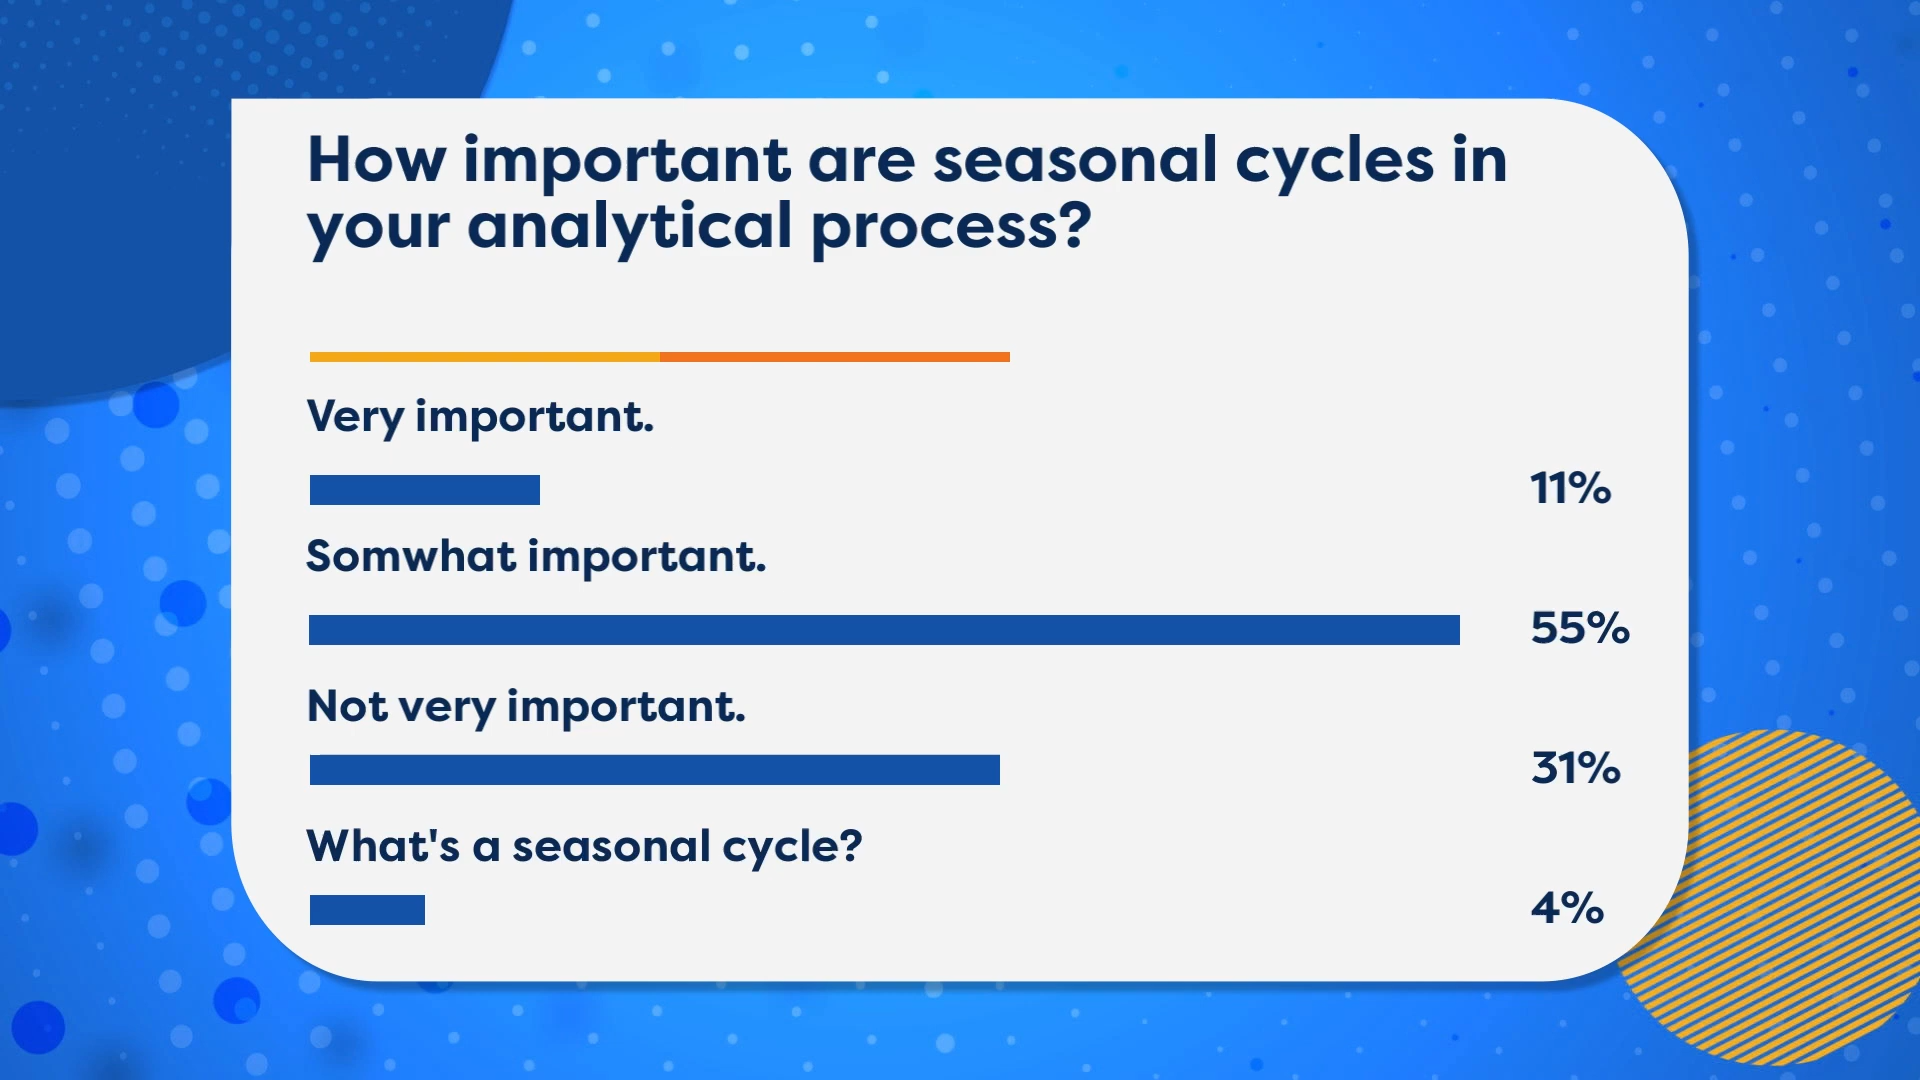 How important are seasonal cycles in
your analytical process?
Very important.
11%
Somwhat important.
55%
Not very important.
31%
What's a seasonal cycle?
4%